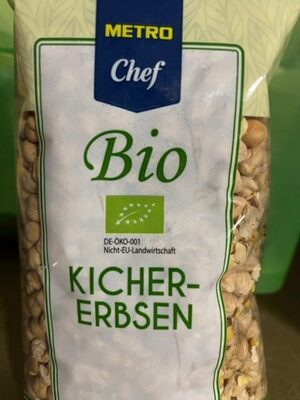 METRO
Chef
Bio
DE-ÖKO-001
Nicht-EU-Landwirtschaft
KICHER-
ERBSEN